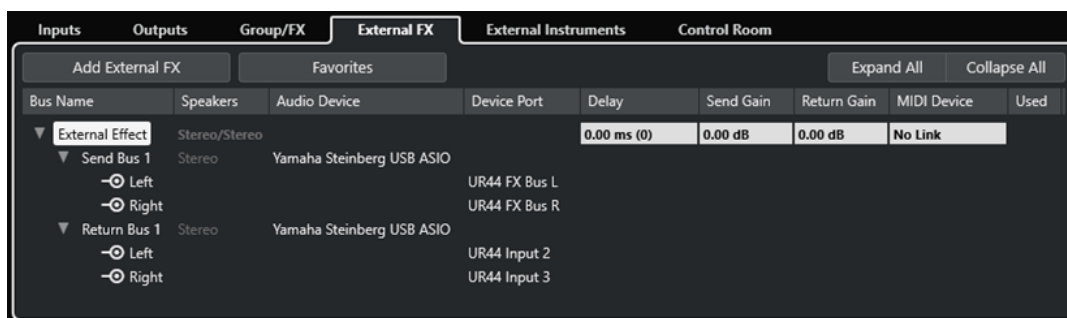 Inputs Outputs Group/FX External FX External Instruments Control Room
Add External FX Favorites Expand All Collapse All
Bus Name Speakers Audio Device Device Port Delay Send Gain Return Gain MIDI Device Used
External Effect Stereo/Stereo 0.00 ms (0) 0.00 dB 0.00 dB No Link
Send Bus 1 Stereo Yamaha Steinberg USB ASIO
Left UR44 FX Bus L
Right UR44 FX Bus R
Return Bus 1 Stereo Yamaha Steinberg USB ASIO
Left UR44 Input 2
Right UR44 Input 3